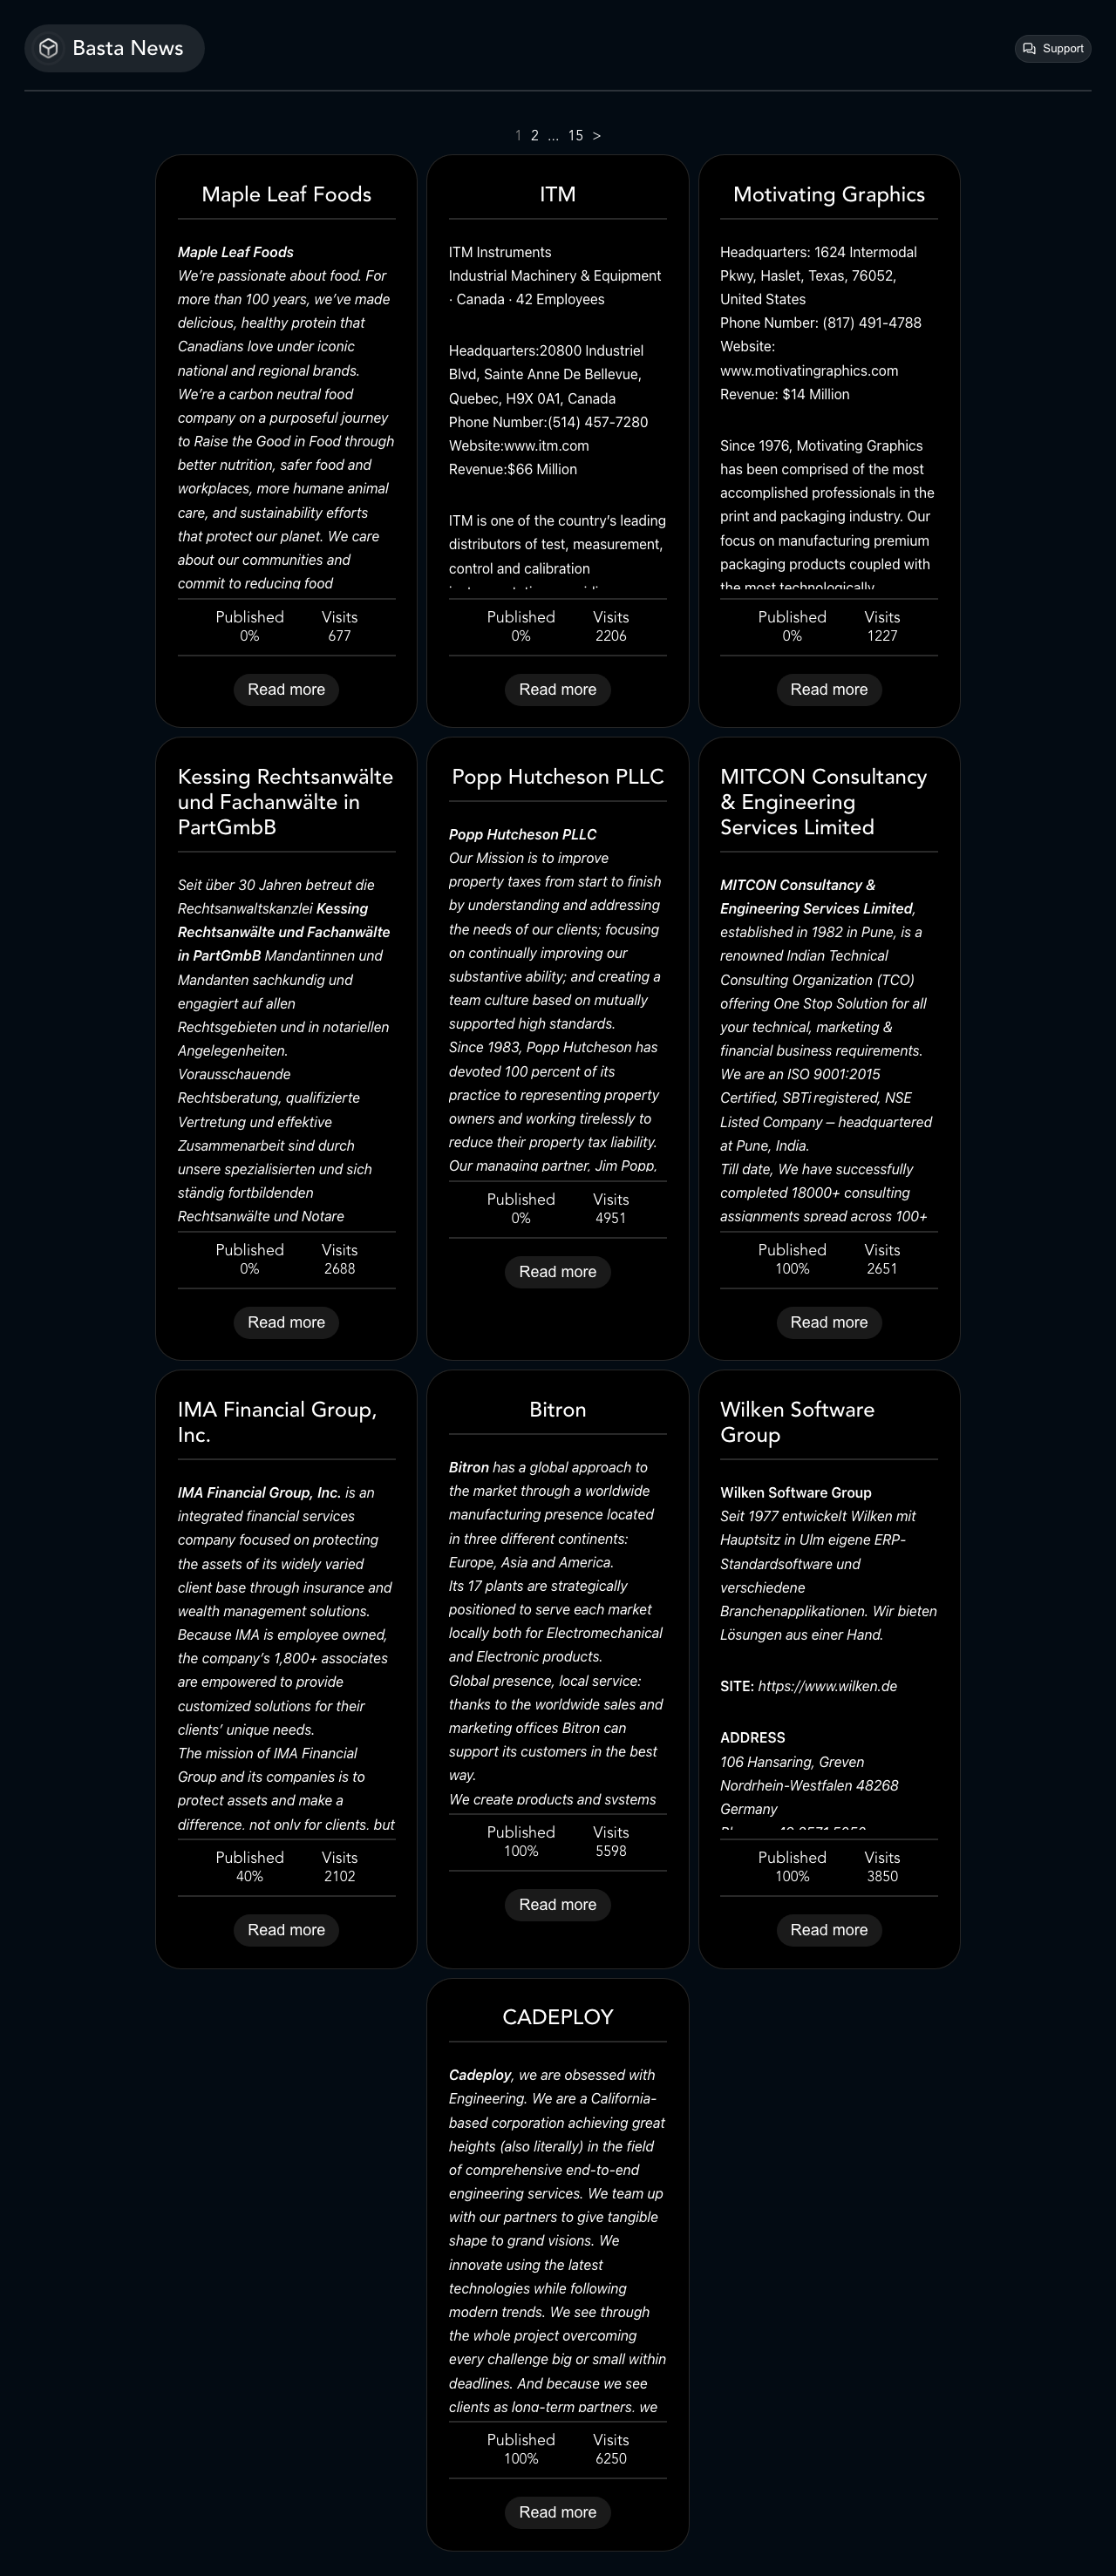 Basta News
Support
1 2 ... 15 >
Maple Leaf Foods
Maple Leaf Foods
We’re passionate about food. For
more than 100 years, we’ve made
delicious, healthy protein that
Canadians love under iconic
national and regional brands.
We’re a carbon neutral food
company on a purposeful journey
to Raise the Good in Food through
better nutrition, safer food and
workplaces, more humane animal
care, and sustainability efforts
that protect our planet. We care
about our communities and
commit to reducing food
Published Visits
0% 677
Read more
ITM
ITM Instruments
Industrial Machinery & Equipment
· Canada · 42 Employees
Headquarters:20800 Industriel
Blvd, Sainte Anne De Bellevue,
Quebec, H9X 0A1, Canada
Phone Number:(514) 457-7280
Website:www.itm.com
Revenue:$66 Million
ITM is one of the country’s leading
distributors of test, measurement,
control and calibration
Published Visits
0% 2206
Read more
Motivating Graphics
Headquarters: 1624 Intermodal
Pkwy, Haslet, Texas, 76052,
United States
Phone Number: (817) 491-4788
Website:
www.motivatingraphics.com
Revenue: $14 Million
Since 1976, Motivating Graphics
has been comprised of the most
accomplished professionals in the
print and packaging industry. Our
focus on manufacturing premium
packaging products coupled with
the most technologically
Published Visits
0% 1227
Read more
Kessing Rechtsanwälte
und Fachanwälte in
PartGmbB
Seit über 30 Jahren betreut die
Rechtsanwaltskanzlei Kessing
Rechtsanwälte und Fachanwälte
in PartGmbB Mandantinnen und
Mandanten sachkundig und
engagiert auf allen
Rechtsgebieten und in notariellen
Angelegenheiten.
Vorausschauende
Rechtsberatung, qualifizierte
Vertretung und effektive
Zusammenarbeit sind durch
unsere spezialisierten und sich
ständig fortbildenden
Rechtsanwälte und Notare
Published Visits
0% 2688
Read more
Popp Hutcheson PLLC
Popp Hutcheson PLLC
Our Mission is to improve
property taxes from start to finish
by understanding and addressing
the needs of our clients; focusing
on continually improving our
substantive ability; and creating a
team culture based on mutually
supported high standards.
Since 1983, Popp Hutcheson has
devoted 100 percent of its
practice to representing property
owners and working tirelessly to
reduce their property tax liability.
Our managing partner, Jim Popp,
Published Visits
0% 4951
Read more
MITCON Consultancy
& Engineering
Services Limited
MITCON Consultancy &
Engineering Services Limited,
established in 1982 in Pune, is a
renowned Indian Technical
Consulting Organization (TCO)
offering One Stop Solution for all
your technical, marketing &
financial business requirements.
We are an ISO 9001:2015
Certified, SBTi registered, NSE
Listed Company – headquartered
at Pune, India.
Till date, We have successfully
completed 18000+ consulting
assignments spread across 100+
Published Visits
100% 2651
Read more
IMA Financial Group,
Inc.
IMA Financial Group, Inc. is an
integrated financial services
company focused on protecting
the assets of its widely varied
client base through insurance and
wealth management solutions.
Because IMA is employee owned,
the company’s 1,800+ associates
are empowered to provide
customized solutions for their
clients’ unique needs.
The mission of IMA Financial
Group and its companies is to
protect assets and make a
difference, not only for clients, but
Published Visits
40% 2102
Read more
Bitron
Bitron has a global approach to
the market through a worldwide
manufacturing presence located
in three different continents:
Europe, Asia and America.
Its 17 plants are strategically
positioned to serve each market
locally both for Electromechanical
and Electronic products.
Global presence, local service:
thanks to the worldwide sales and
marketing offices Bitron can
support its customers in the best
way.
We create products and systems
Published Visits
100% 5598
Read more
Wilken Software
Group
Wilken Software Group
Seit 1977 entwickelt Wilken mit
Hauptsitz in Ulm eigene ERP-
Standardsoftware und
verschiedene
Branchenapplikationen. Wir bieten
Lösungen aus einer Hand.
SITE: https://www.wilken.de
ADDRESS
106 Hansaring, Greven
Nordrhein-Westfalen 48268
Germany
Published Visits
100% 3850
Read more
CADEPLOY
Cadeploy, we are obsessed with
Engineering. We are a California-
based corporation achieving great
heights (also literally) in the field
of comprehensive end-to-end
engineering services. We team up
with our partners to give tangible
shape to grand visions. We
innovate using the latest
technologies while following
modern trends. We see through
the whole project overcoming
every challenge big or small within
deadlines. And because we see
clients as long-term partners, we
Published Visits
100% 6250
Read more